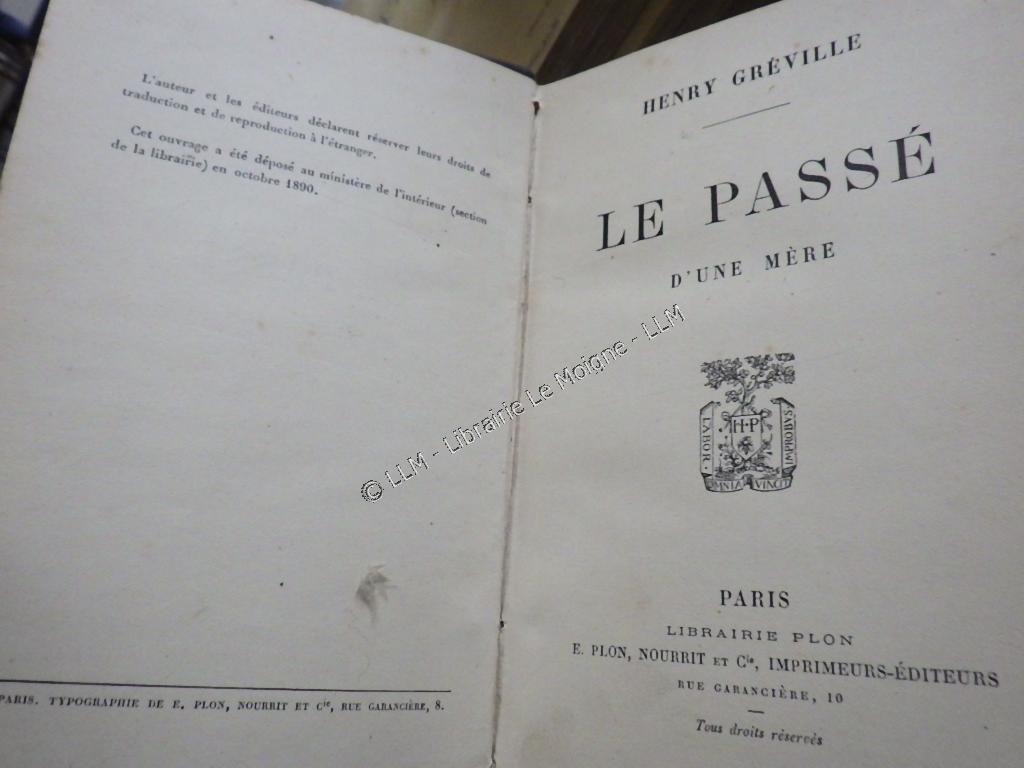 L'auteur et les éditeurs déclarent réserver leurs droits de
traduction et de reproduction à l'étranger.
Cet ouvrage a été déposé au ministère de l'intérieur (section
de la librairie) en octobre 1890.
PARIS. TYPOGRAPHIE DE E. PLON, NOURRIT ET Cie, RUE GARANCIÈRE, 8.
HENRY GRÉVILLE
LE PASSÉ
D'UNE MÈRE
H·P
LABOR
OMNIA VINCIT
IMPROBVS
PARIS
LIBRAIRIE PLON
E. PLON, NOURRIT ET Cie, IMPRIMEURS-ÉDITEURS
RUE GARANCIÈRE, 10
Tous droits réservés
© LLM - Librairie Le Moigne - LLM